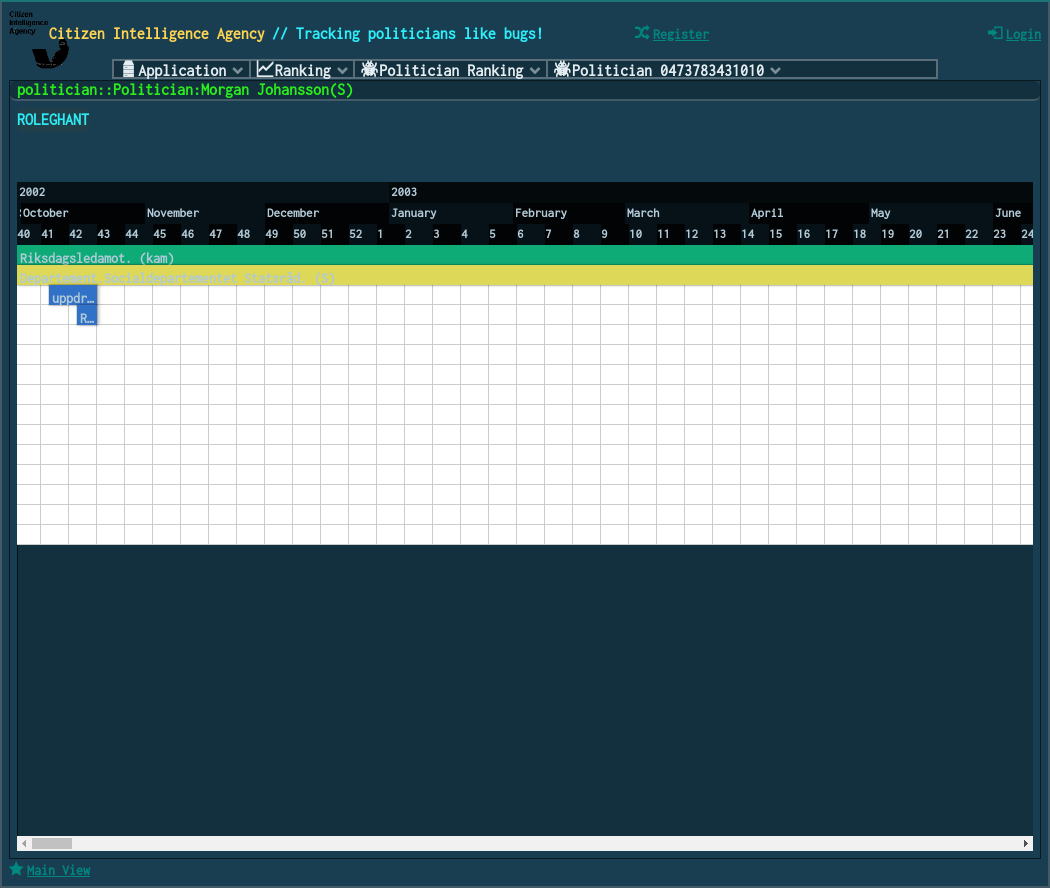 Citizen
Intelligence
Agency
Citizen Intelligence Agency // Tracking politicians like bugs!
Register
Login
Application
Ranking
Politician Ranking
Politician 0473783431010
politician::Politician:Morgan Johansson(S)
ROLEGHANT
2002 2003
October November December January February March April May June
40 41 42 43 44 45 46 47 48 49 50 51 52 1 2 3 4 5 6 7 8 9 10 11 12 13 14 15 16 17 18 19 20 21 22 23 24
Riksdagsledamot. (kam)
Departement.Socialdepartementet Statsråd. (S)
uppdr…
R…
Main View